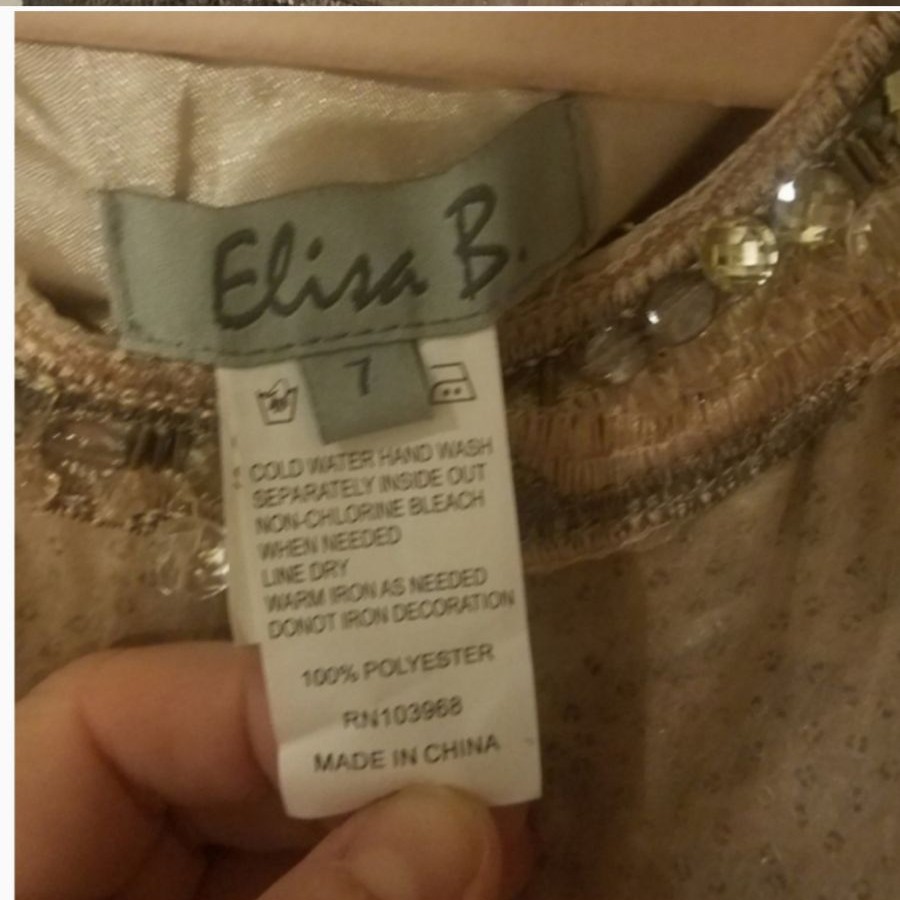 Elisa B.
7
COLD WATER HAND WASH
SEPARATELY INSIDE OUT
NON-CHLORINE BLEACH
WHEN NEEDED
LINE DRY
WARM IRON AS NEEDED
DONOT IRON DECORATION
100% POLYESTER
RN103968
MADE IN CHINA